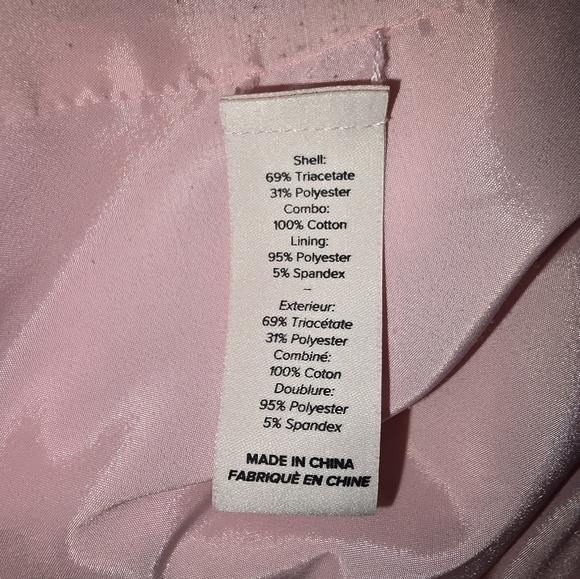 Shell:
69% Triacetate
31% Polyester
Combo:
100% Cotton
Lining:
95% Polyester
5% Spandex
--
Exterieur:
69% Triacétate
31% Polyester
Combiné:
100% Coton
Doublure:
95% Polyester
5% Spandex
MADE IN CHINA
FABRIQUÈ EN CHINE